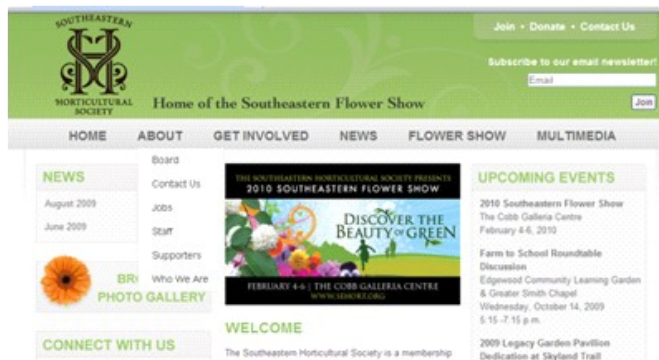 SOUTHEASTERN
HORTICULTURAL
SOCIETY
Home of the Southeastern Flower Show
Join • Donate • Contact Us
Subscribe to our email newsletter!
Email
Join
HOME ABOUT GET INVOLVED NEWS FLOWER SHOW MULTIMEDIA
Board
Contact Us
Jobs
Staff
Supporters
Who We Are
NEWS
August 2009
June 2009
BRO
PHOTO GALLERY
CONNECT WITH US
THE SOUTHEASTERN HORTICULTURAL SOCIETY PRESENTS
2010 SOUTHEASTERN FLOWER SHOW
DISCOVER THE
BEAUTY OF GREEN
FEBRUARY 4-6 | THE COBB GALLERIA CENTRE
WWW.SEHORT.ORG
WELCOME
The Southeastern Horticultural Society is a membership
UPCOMING EVENTS
2010 Southeastern Flower Show
The Cobb Galleria Centre
February 4-6, 2010
Farm to School Roundtable
Discussion
Edgewood Community Learning Garden
& Greater Smith Chapel
Wednesday, October 14, 2009
5:15 -7:15 p.m.
2009 Legacy Garden Pavilion
Dedication at Skyland Trail